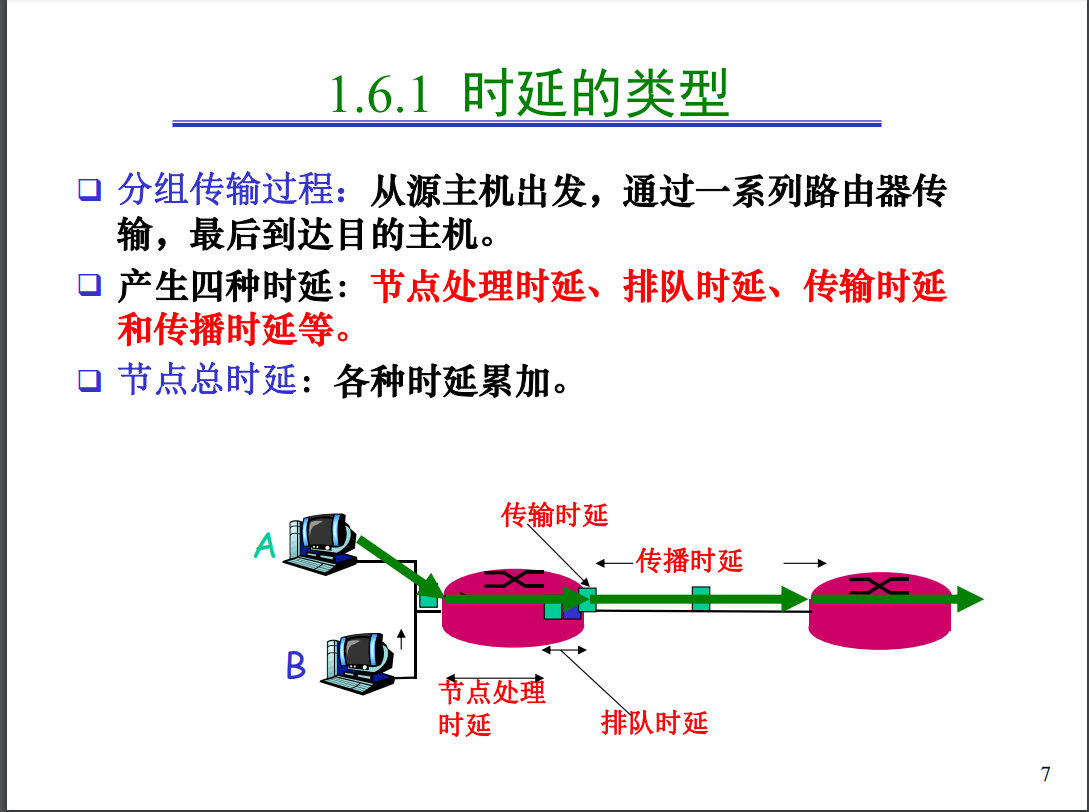 1.6.1 时延的类型
分组传输过程：从源主机出发，通过一系列路由器传
输，最后到达目的主机。
产生四种时延：节点处理时延、排队时延、传输时延
和传播时延等。
节点总时延：各种时延累加。
传输时延
A
传播时延
B
节点处理
时延
排队时延
7